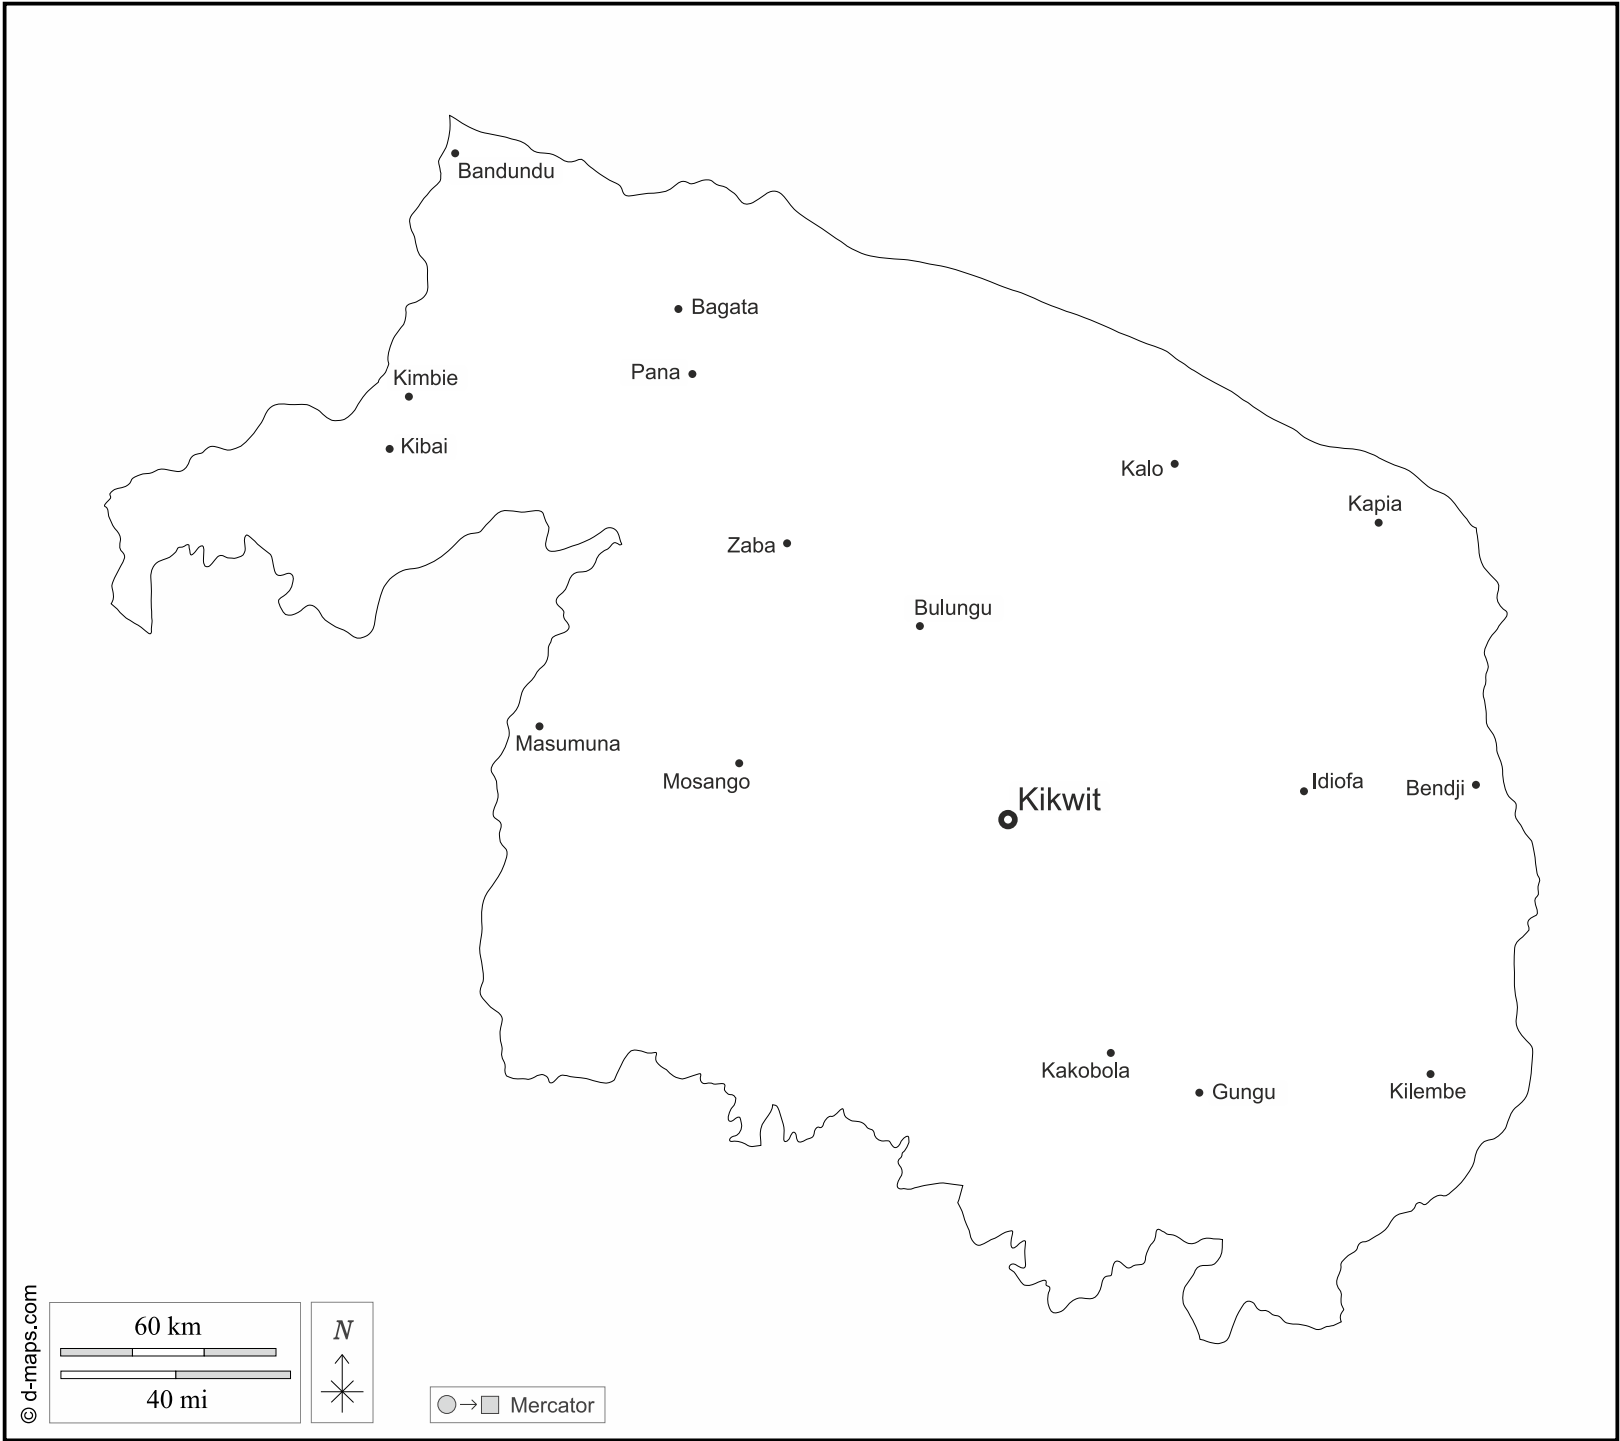 Bandundu
Bagata
Pana
Kimbie
Kibai
Kalo
Kapia
Zaba
Bulungu
Masumuna
Mosango
Kikwit
Idiofa
Bendji
Kakobola
Gungu
Kilembe
© d-maps.com
60 km
40 mi
N
Mercator